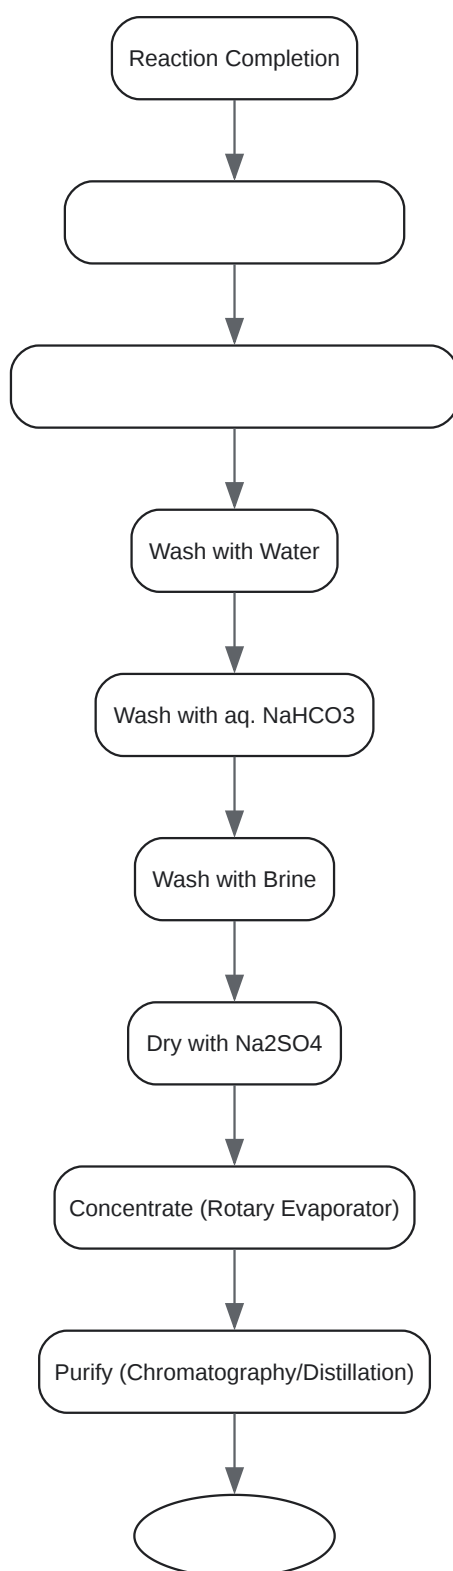 Reaction Completion
Wash with Water
Wash with aq. NaHCO3
Wash with Brine
Dry with Na2SO4
Concentrate (Rotary Evaporator)
Purify (Chromatography/Distillation)